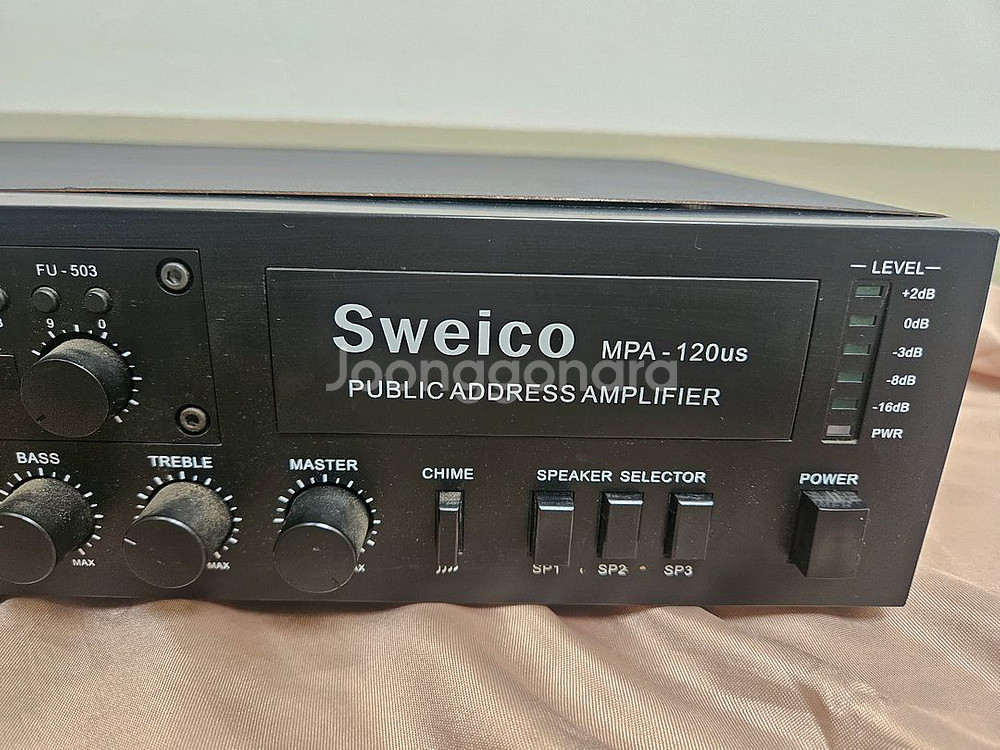 FU - 503
9 0
BASS
MAX
TREBLE
MAX
MASTER
Sweico MPA - 120us
Joonggonara
PUBLIC ADDRESS AMPLIFIER
LEVEL
+2dB
0dB
-3dB
-8dB
-16dB
PWR
CHIME
♪♪♪♪
SPEAKER SELECTOR
SP1 SP2 SP3
POWER